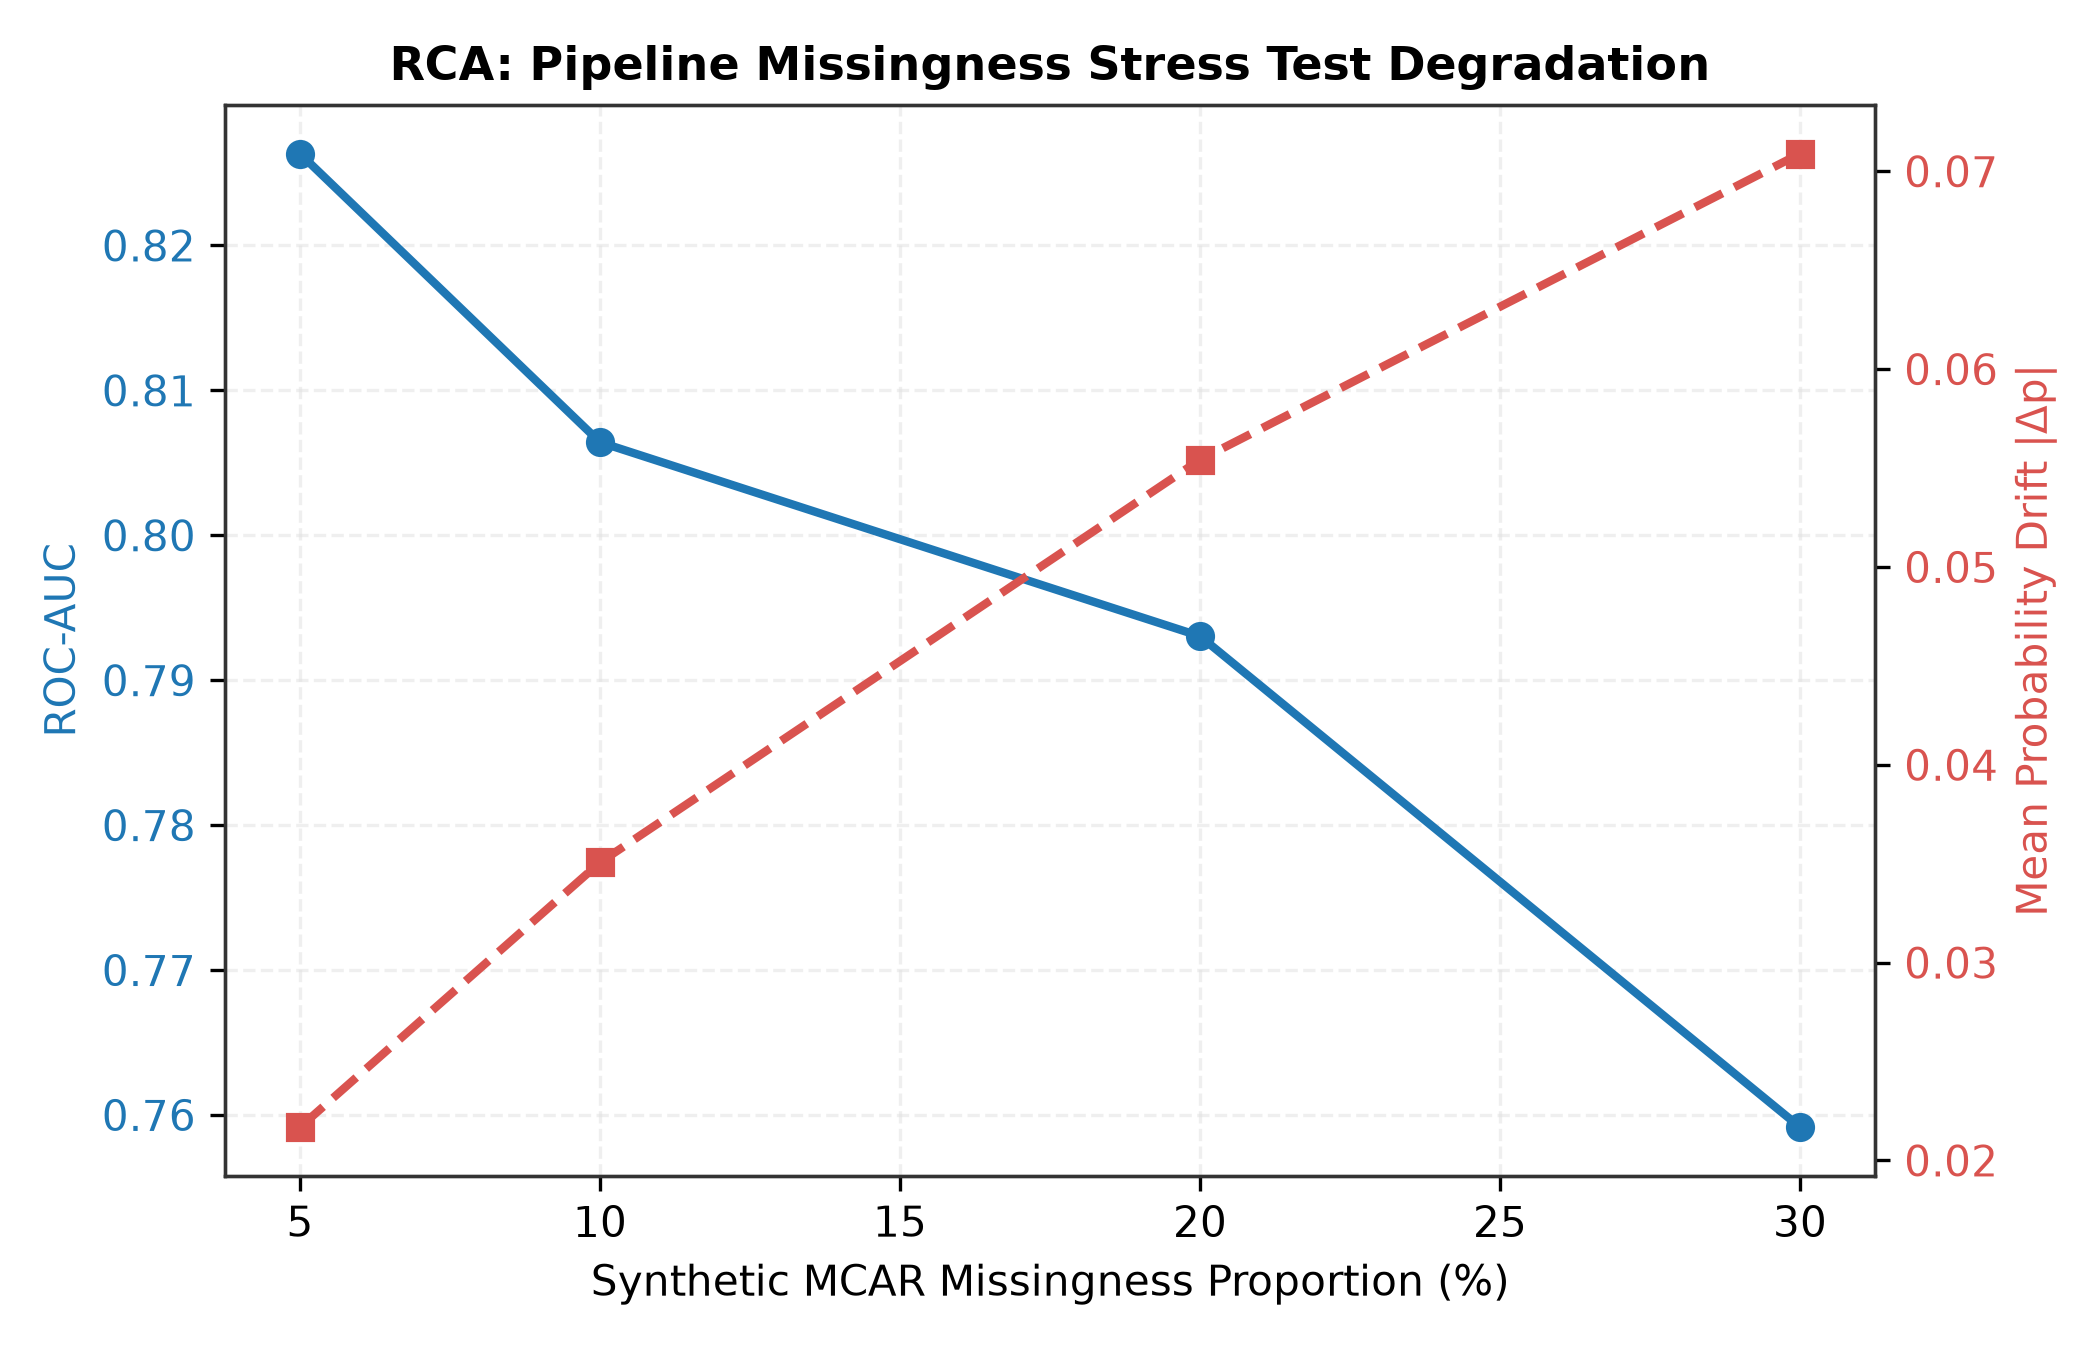 RCA: Pipeline Missingness Stress Test Degradation
ROC-AUC
0.82
0.81
0.80
0.79
0.78
0.77
0.76
0.07
0.06
0.05
0.04
0.03
0.02
Mean Probability Drift |Δp|
5 10 15 20 25 30
Synthetic MCAR Missingness Proportion (%)